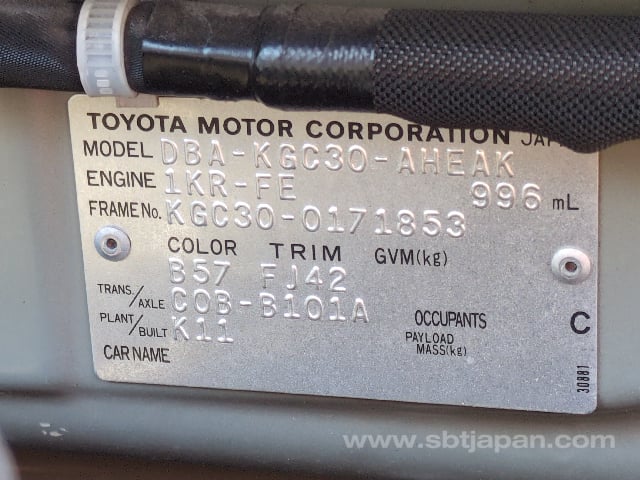 TOYOTA MOTOR CORPORATION JAPA
MODEL DBA-KGC30-AHEAK
ENGINE 1KR-FE 996 mL
FRAME No. KGC30-0171853
COLOR TRIM GVM(kg)
B57 FJ42
TRANS./AXLE C0B-B101A
PLANT/BUILT K11
OCCUPANTS
C
PAYLOAD
MASS(kg)
CAR NAME
30881
www.sbtjapan.com